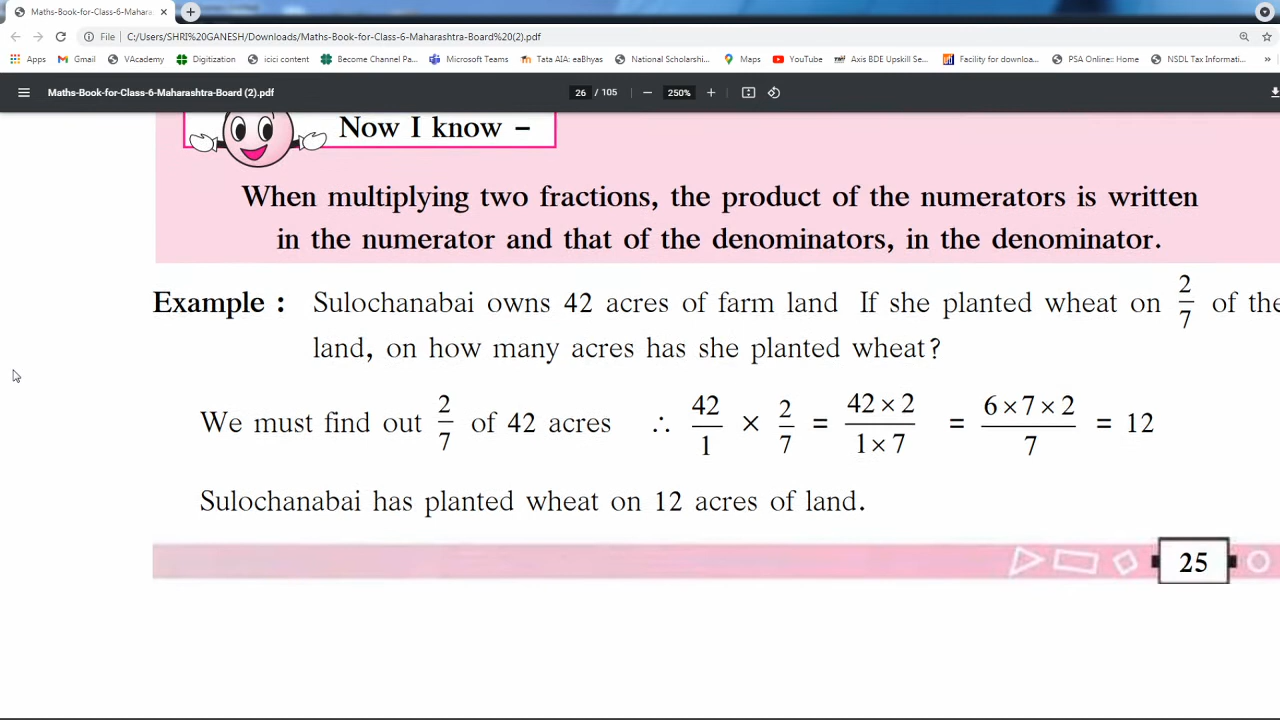 Maths-Book-for-Class-6-Mahara
File C:/Users/SHRI%20GANESH/Downloads/Maths-Book-for-Class-6-Maharashtra-Board%20(2).pdf
Apps Gmail VAcademy Digitization icici content Become Channel Pa... Microsoft Teams Tata AIA: eaBhyas National Scholarshi... Maps YouTube Axis BDE Upskill Se... Facility for downloa... PSA Online: Home NSDL Tax Informati... »
Maths-Book-for-Class-6-Maharashtra-Board (2).pdf 26 / 105 − 250% +
Now I know –
When multiplying two fractions, the product of the numerators is written
in the numerator and that of the denominators, in the denominator.
Example : Sulochanabai owns 42 acres of farm land If she planted wheat on 2/7 of the
land, on how many acres has she planted wheat?
We must find out 2/7 of 42 acres ∴ 42/1 × 2/7 = 42 × 2/1 × 7 = 6 × 7 × 2/7 = 12
Sulochanabai has planted wheat on 12 acres of land.
25